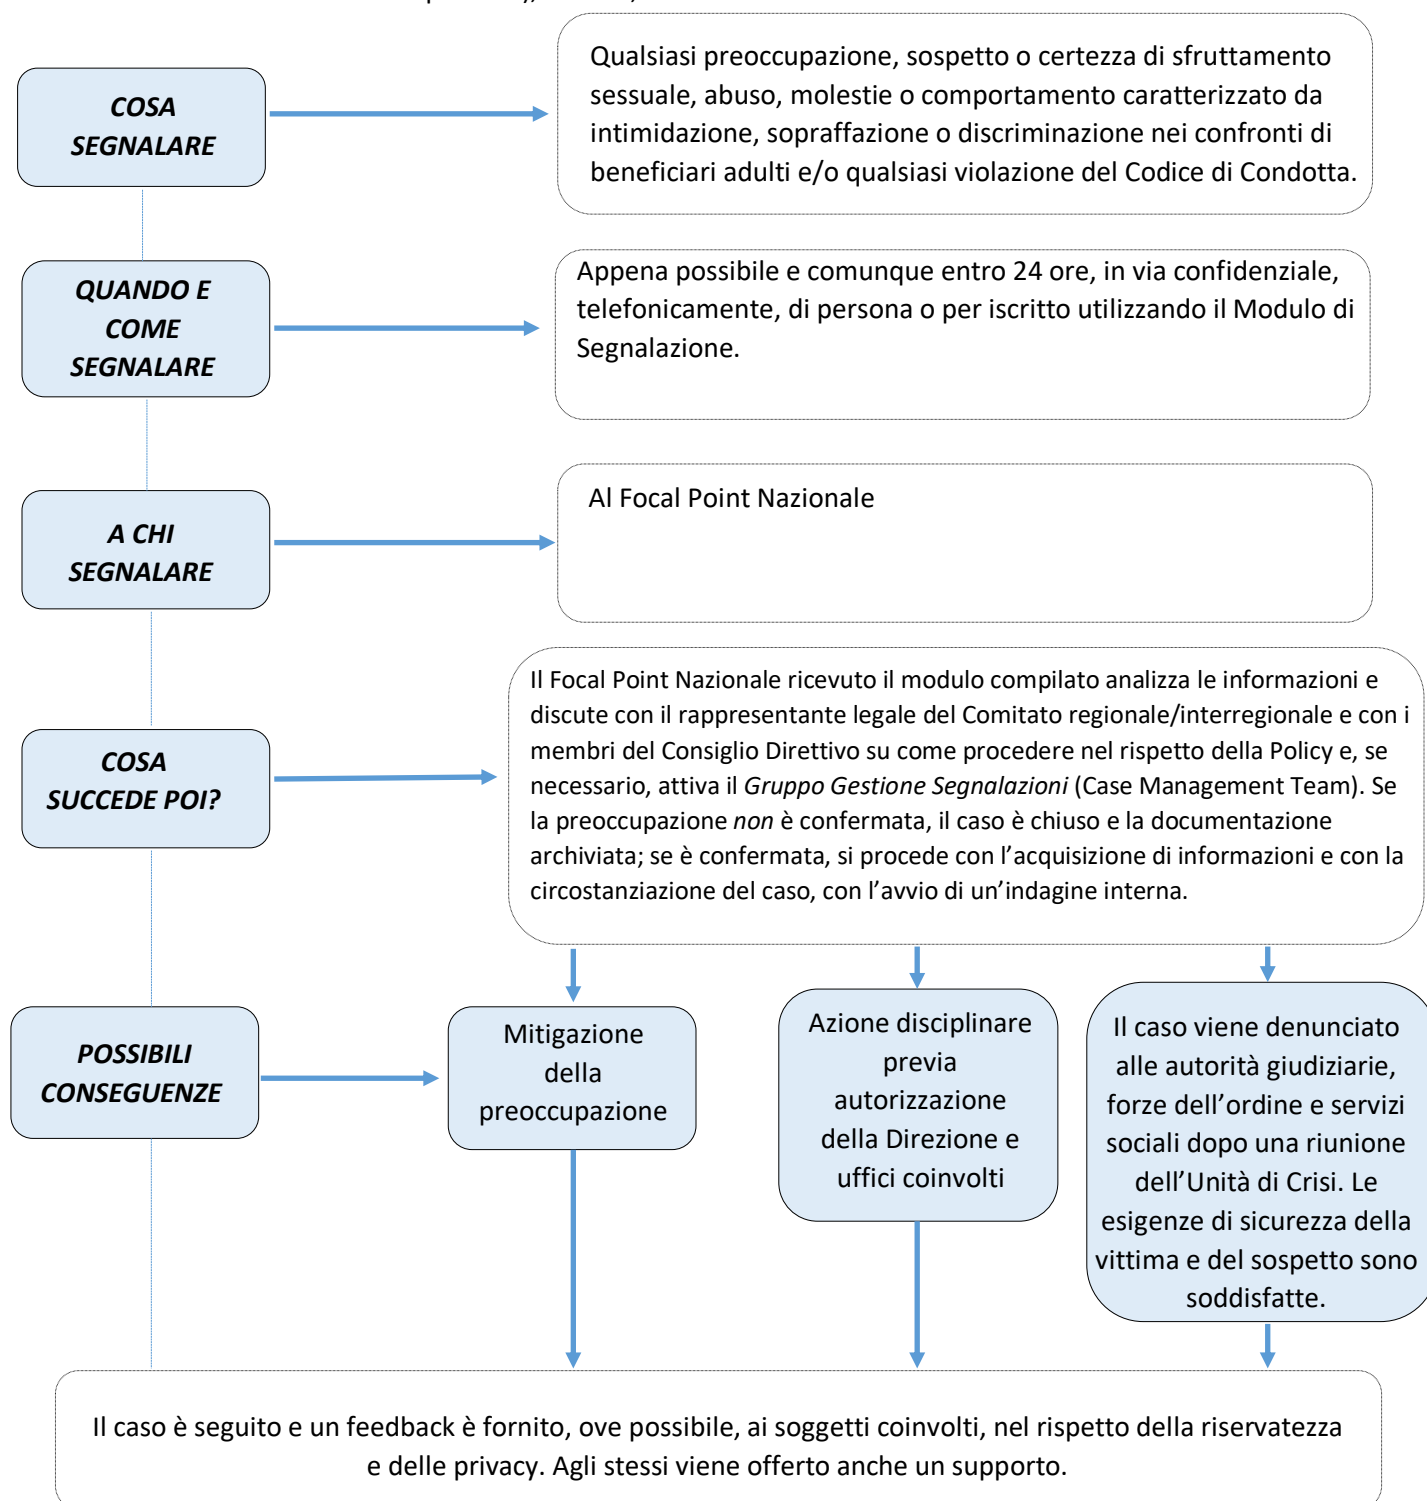 COSA
SEGNALARE
Qualsiasi preoccupazione, sospetto o certezza di sfruttamento
sessuale, abuso, molestie o comportamento caratterizzato da
intimidazione, sopraffazione o discriminazione nei confronti di
beneficiari adulti e/o qualsiasi violazione del Codice di Condotta.
QUANDO E
COME
SEGNALARE
Appena possibile e comunque entro 24 ore, in via confidenziale,
telefonicamente, di persona o per iscritto utilizzando il Modulo di
Segnalazione.
A CHI
SEGNALARE
Al Focal Point Nazionale
COSA
SUCCEDE POI?
Il Focal Point Nazionale ricevuto il modulo compilato analizza le informazioni e
discute con il rappresentante legale del Comitato regionale/interregionale e con i
membri del Consiglio Direttivo su come procedere nel rispetto della Policy e, se
necessario, attiva il Gruppo Gestione Segnalazioni (Case Management Team). Se
la preoccupazione non è confermata, il caso è chiuso e la documentazione
archiviata; se è confermata, si procede con l’acquisizione di informazioni e con la
circostanziazione del caso, con l’avvio di un’indagine interna.
POSSIBILI
CONSEGUENZE
Mitigazione
della
preoccupazione
Azione disciplinare
previa
autorizzazione
della Direzione e
uffici coinvolti
Il caso viene denunciato
alle autorità giudiziarie,
forze dell’ordine e servizi
sociali dopo una riunione
dell’Unità di Crisi. Le
esigenze di sicurezza della
vittima e del sospetto sono
soddisfatte.
Il caso è seguito e un feedback è fornito, ove possibile, ai soggetti coinvolti, nel rispetto della riservatezza
e delle privacy. Agli stessi viene offerto anche un supporto.